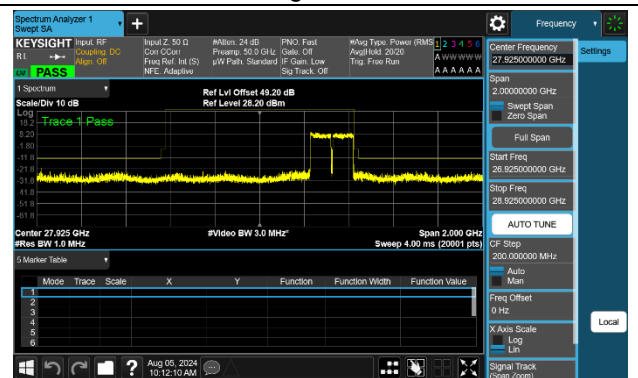 Spectrum Analyzer 1
Swept SA
Frequency
KEYSIGHT
Input: RF
Coupling: DC
Align: Off
Input Z: 50 Ω
Corr CCorr
Freq Ref: Int (S)
NFE: Adaptive
#Atten: 24 dB
Preamp: 50.0 GHz
µW Path: Standard
PNO: Fast
Gate: Off
IF Gain: Low
Sig Track: Off
#Avg Type: Power (RMS
Avg|Hold: 20/20
Trig: Free Run
1 2 3 4 5 6
A W W W W W
A A A A A A
RL
PASS
1 Spectrum
Scale/Div 10 dB
Ref Lvl Offset 49.20 dB
Ref Level 28.20 dBm
Log
Trace 1 Pass
18.2
8.20
-1.80
-11.8
-21.8
-31.8
-41.8
-51.8
-61.8
Center 27.925 GHz
#Res BW 1.0 MHz
#Video BW 3.0 MHz*
Span 2.000 GHz
Sweep 4.00 ms (20001 pts)
5 Marker Table
Mode Trace Scale X Y Function Function Width Function Value
1
2
3
4
5
6
Aug 05, 2024
10:12:10 AM
Center Frequency
27.925000000 GHz
Span
2.00000000 GHz
Swept Span
Zero Span
Full Span
Start Freq
26.925000000 GHz
Stop Freq
28.925000000 GHz
AUTO TUNE
CF Step
200.000000 MHz
Auto
Man
Freq Offset
0 Hz
X Axis Scale
Log
Lin
Signal Track
(Span Zoom)
Settings
Local